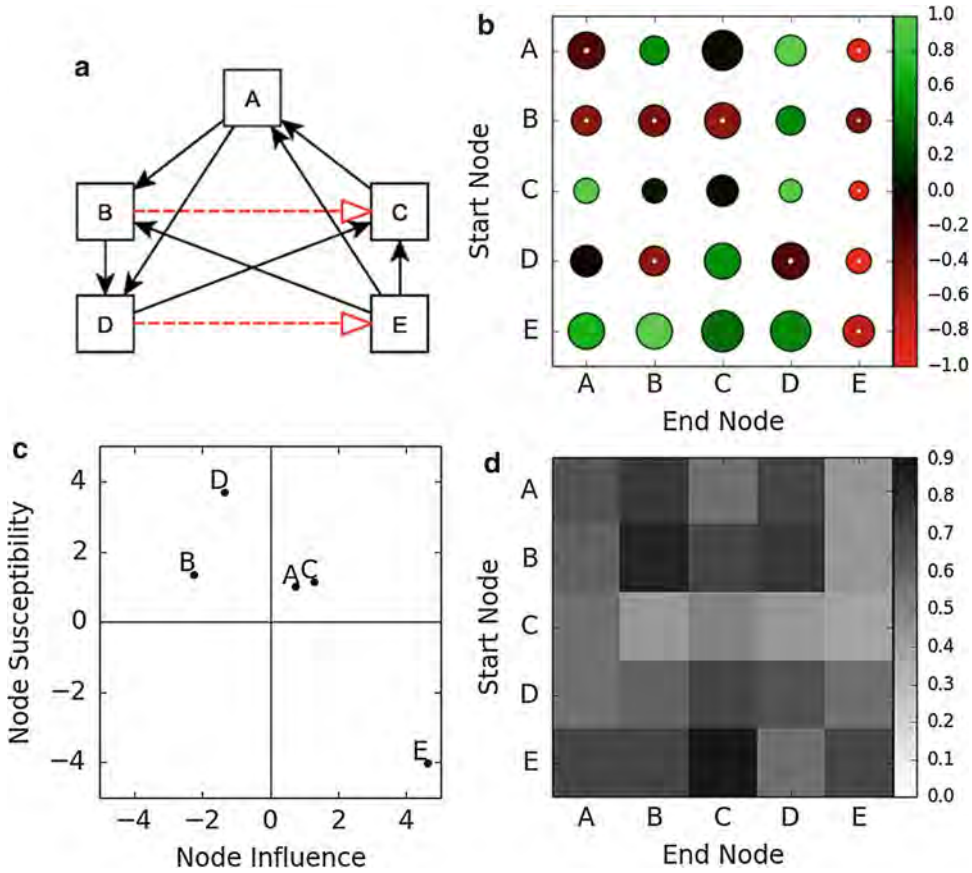 a
A
B
C
D
E
b
Start Node
A
B
C
D
E
A B C D E
End Node
1.0
0.8
0.6
0.4
0.2
0.0
−0.2
−0.4
−0.6
−0.8
−1.0
c
Node Susceptibility
4
2
0
−2
−4
D
B
A C
E
−4 −2 0 2 4
Node Influence
d
Start Node
A
B
C
D
E
A B C D E
End Node
0.9
0.8
0.7
0.6
0.5
0.4
0.3
0.2
0.1
0.0